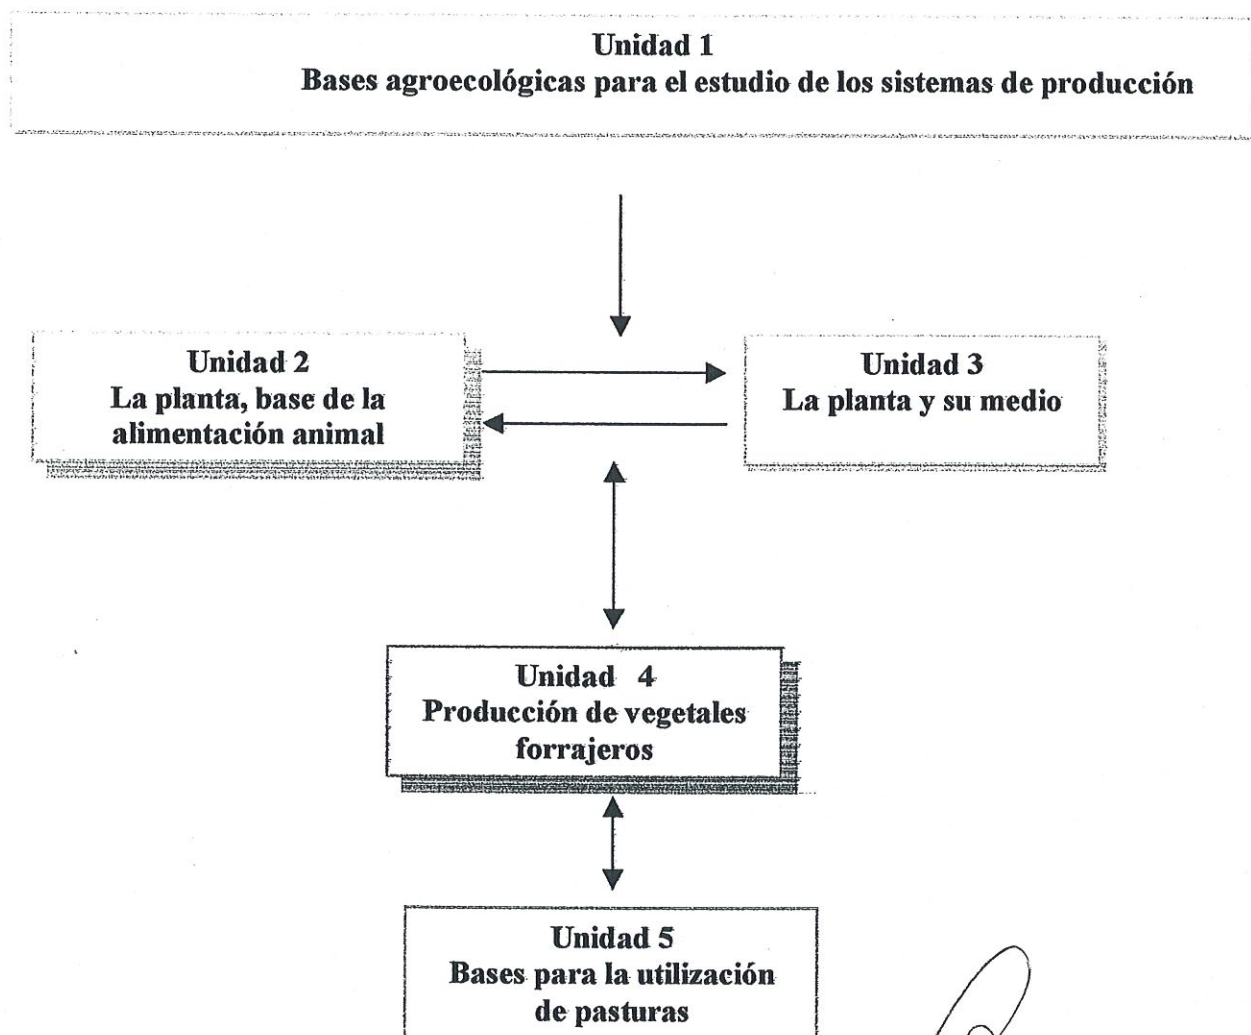 Unidad 1
Bases agroecológicas para el estudio de los sistemas de producción
Unidad 2
La planta, base de la
alimentación animal
Unidad 3
La planta y su medio
Unidad 4
Producción de vegetales
forrajeros
Unidad 5
Bases para la utilización
de pasturas